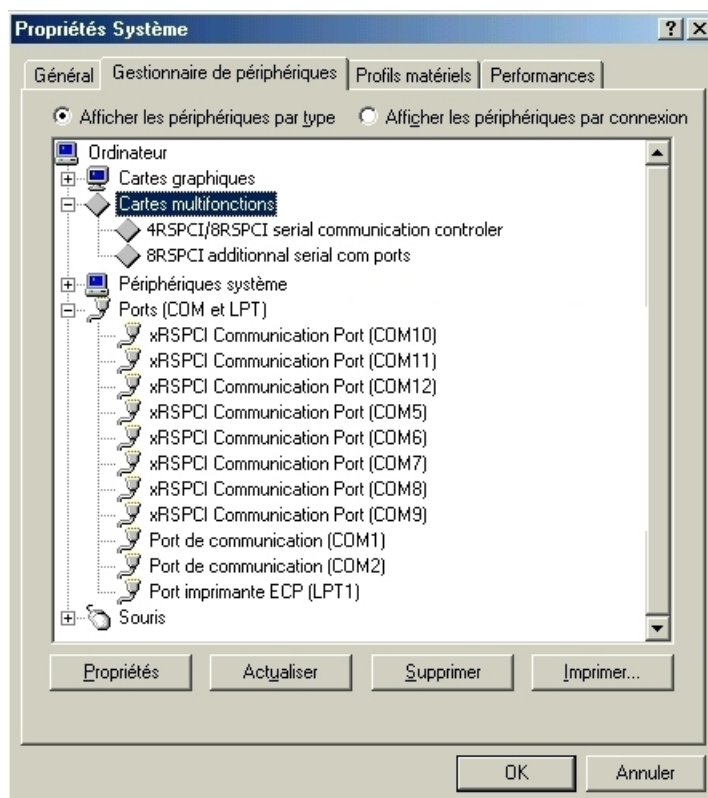 Propriétés Système
Général Gestionnaire de périphériques Profils matériels Performances
Afficher les périphériques par type Afficher les périphériques par connexion
Ordinateur
Cartes graphiques
Cartes multifonctions
4RSPCI/8RSPCI serial communication controler
8RSPCI additionnal serial com ports
Périphériques système
Ports (COM et LPT)
xRSPCI Communication Port (COM10)
xRSPCI Communication Port (COM11)
xRSPCI Communication Port (COM12)
xRSPCI Communication Port (COM5)
xRSPCI Communication Port (COM6)
xRSPCI Communication Port (COM7)
xRSPCI Communication Port (COM8)
xRSPCI Communication Port (COM9)
Port de communication (COM1)
Port de communication (COM2)
Port imprimante ECP (LPT1)
Souris
Propriétés Actualiser Supprimer Imprimer...
OK Annuler